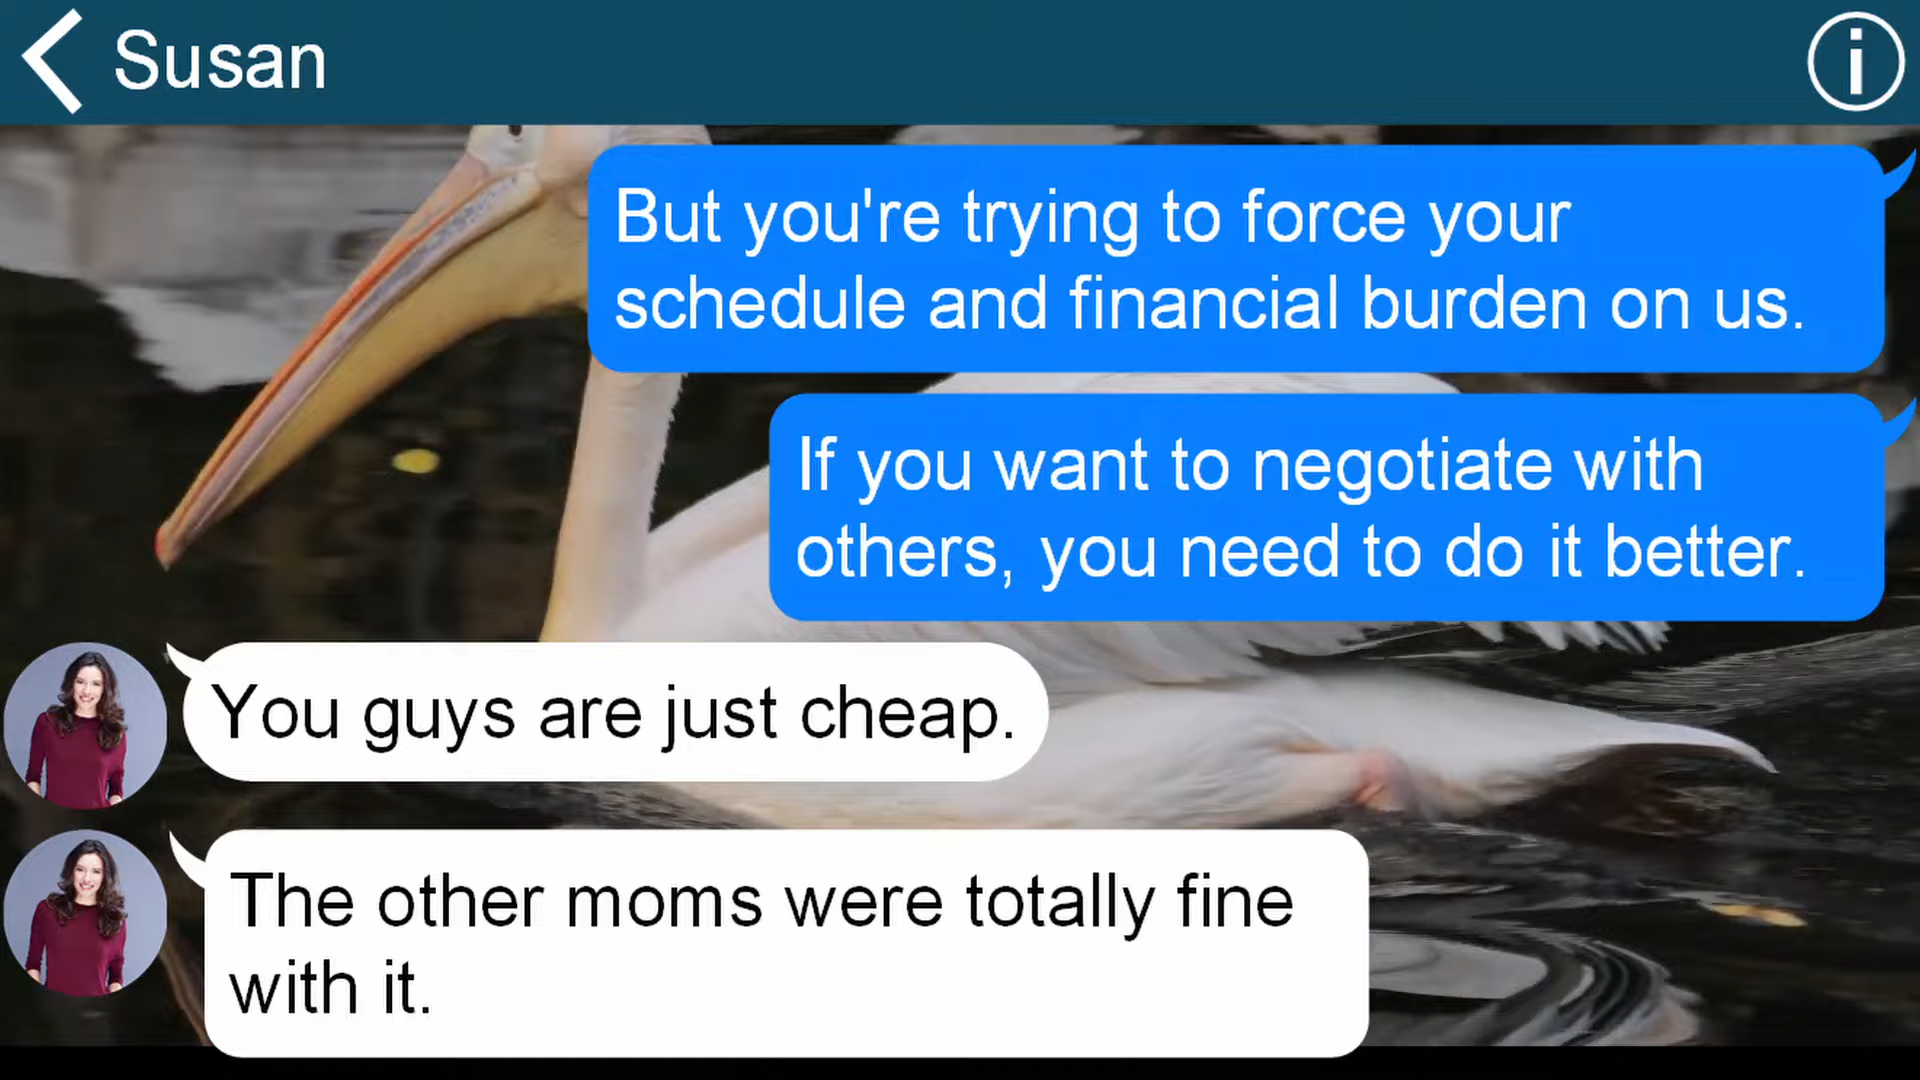 Susan
But you're trying to force your
schedule and financial burden on us.
If you want to negotiate with
others, you need to do it better.
You guys are just cheap.
The other moms were totally fine
with it.